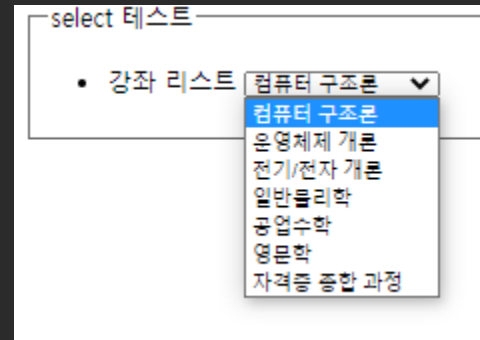 select 테스트
강좌 리스트 컴퓨터 구조론
컴퓨터 구조론
운영체제 개론
전기/전자 개론
일반물리학
공업수학
영문학
자격증 종합 과정